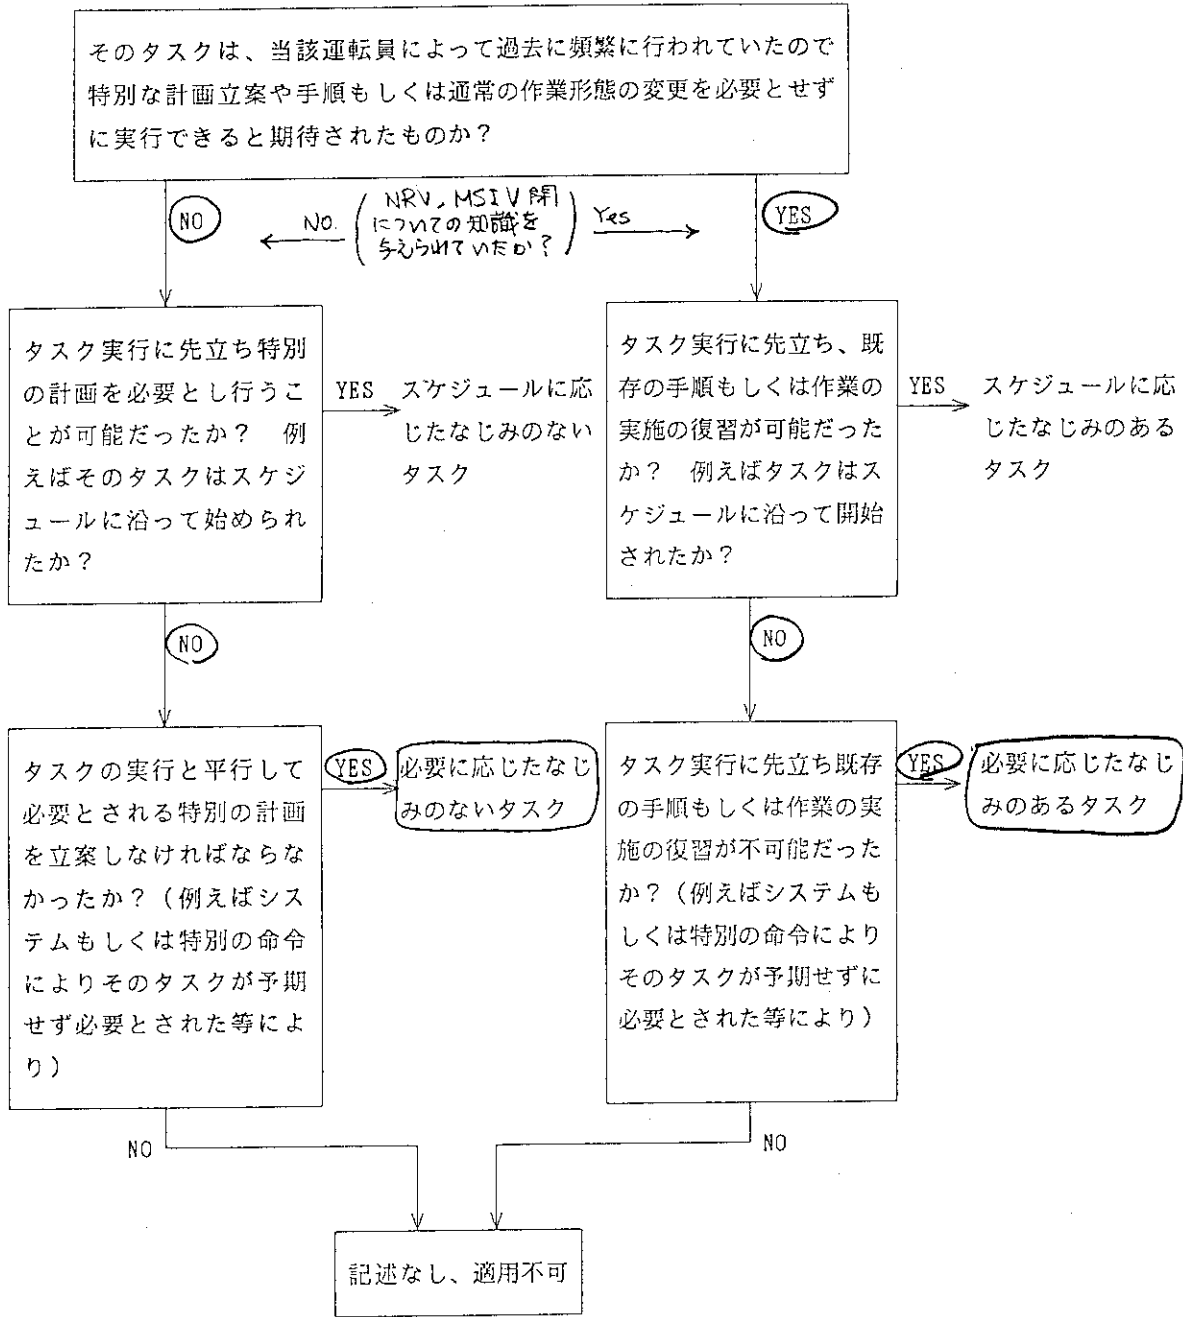 そのタスクは、当該運転員によって過去に頻繁に行われていたので
特別な計画立案や手順もしくは通常の作業形態の変更を必要とせず
に実行できると期待されたものか？
NO
No.
NRV, MSIV閉
についての知識を
与えられていたか？
Yes
YES
タスク実行に先立ち特別
の計画を必要とし行うこ
とが可能だったか？　例
えばそのタスクはスケジ
ュールに沿って始められ
たか？
YES
スケジュールに応
じたなじみのない
タスク
タスク実行に先立ち、既
存の手順もしくは作業の
実施の復習が可能だった
か？　例えばタスクはス
ケジュールに沿って開始
されたか？
YES
スケジュールに応
じたなじみのある
タスク
NO
NO
タスクの実行と平行して
必要とされる特別の計画
を立案しなければならな
かったか？（例えばシス
テムもしくは特別の命令
によりそのタスクが予期
せず必要とされた等によ
り）
YES
必要に応じたなじ
みのないタスク
タスク実行に先立ち既存
の手順もしくは作業の実
施の復習が不可能だった
か？（例えばシステムも
しくは特別の命令により
そのタスクが予期せずに
必要とされた等により）
YES
必要に応じたなじ
みのあるタスク
NO
NO
記述なし、適用不可